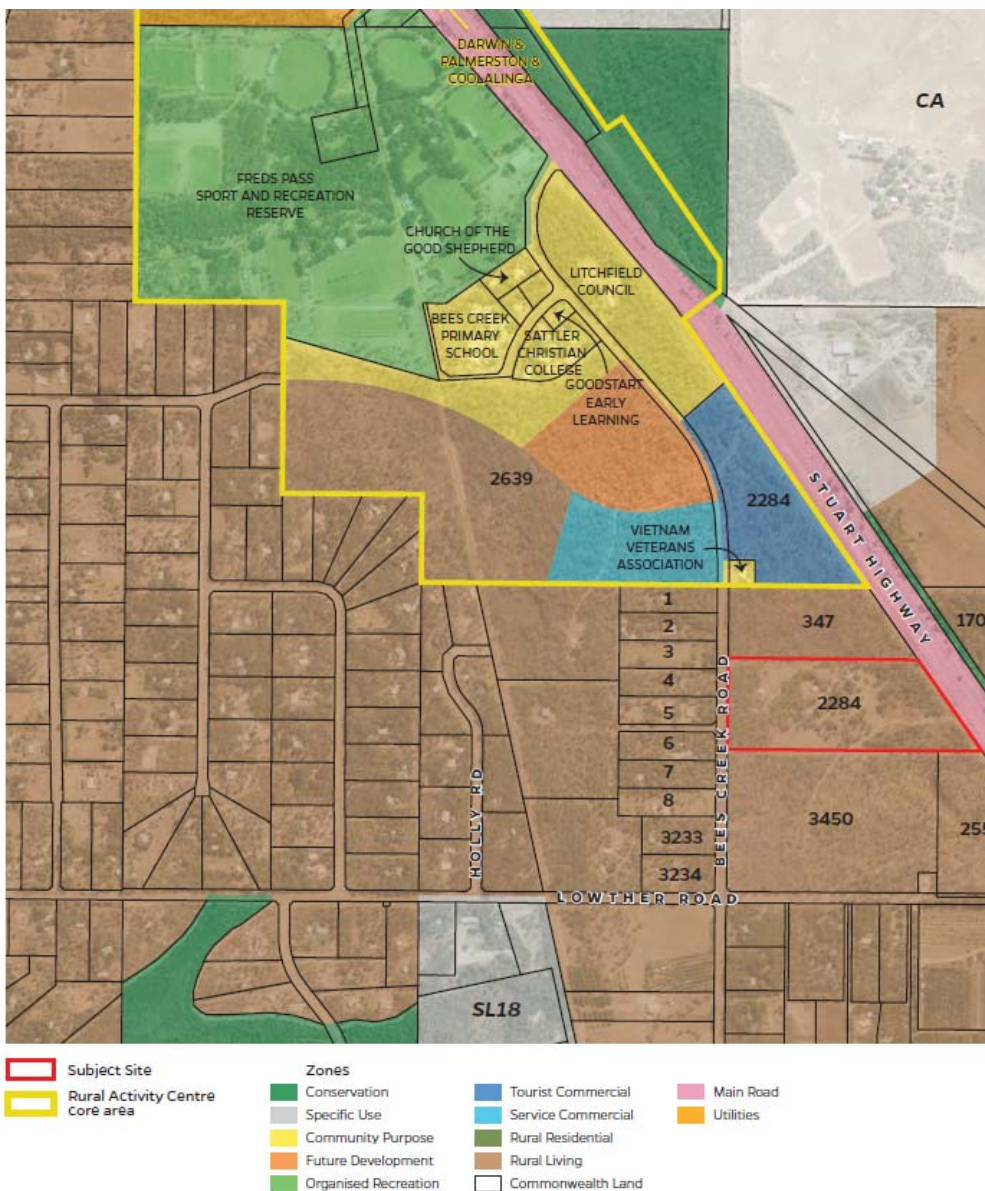 DARWIN &
PALMERSTON &
COOLALINGA
CA
FREDS PASS
SPORT AND RECREATION
RESERVE
CHURCH OF THE
GOOD SHEPHERD
LITCHFIELD
COUNCIL
BEES CREEK
PRIMARY
SCHOOL
SATTLER
CHRISTIAN
COLLEGE
GOODSTART
EARLY
LEARNING
2639
2284
STUART HIGHWAY
VIETNAM
VETERANS
ASSOCIATION
1
2
3
4
5
6
7
8
347
170
2284
BEES CREEK ROAD
3450
255
HOLLY RD
3233
3234
LOWTHER ROAD
SL18
Subject Site
Rural Activity Centre
core area
Zones
Conservation
Specific Use
Community Purpose
Future Development
Organised Recreation
Tourist Commercial
Service Commercial
Rural Residential
Rural Living
Commonwealth Land
Main Road
Utilities